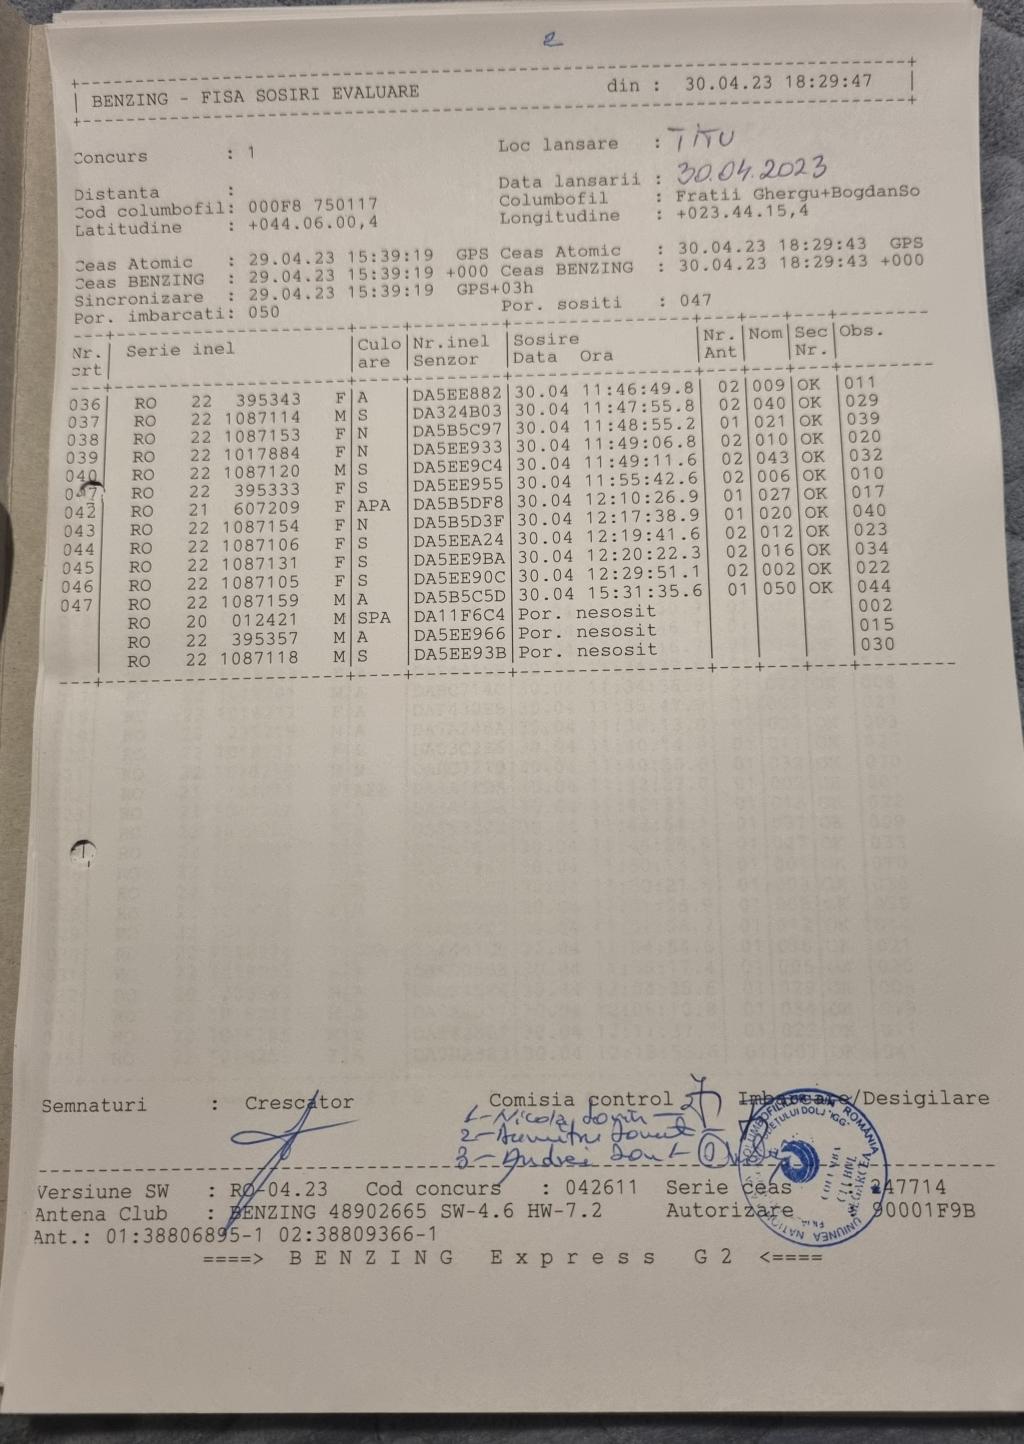 2
BENZING - FISA SOSIRI EVALUARE din : 30.04.23 18:29:47
Concurs : 1 Loc lansare : TITU
Distanta : Data lansarii : 30.04.2023
Cod columbofil: 000F8 750117 Columbofil : Fratii Ghergu+BogdanSo
Latitudine : +044.06.00,4 Longitudine : +023.44.15,4
Ceas Atomic : 29.04.23 15:39:19 GPS Ceas Atomic : 30.04.23 18:29:43 GPS
Ceas BENZING : 29.04.23 15:39:19 +000 Ceas BENZING : 30.04.23 18:29:43 +000
Sincronizare : 29.04.23 15:39:19 GPS+03h
Por. imbarcati: 050 Por. sositi : 047
Nr. Serie inel Culo Nr.inel Sosire Nr. Nom Sec Obs.
crt are Senzor Data Ora Ant Nr.
036 RO 22 395343 F A DA5EE882 30.04 11:46:49.8 02 009 OK 011
037 RO 22 1087114 M S DA324B03 30.04 11:47:55.8 02 040 OK 029
038 RO 22 1087153 F N DA5B5C97 30.04 11:48:55.2 01 021 OK 039
039 RO 22 1017884 F N DA5EE933 30.04 11:49:06.8 02 010 OK 020
040 RO 22 1087120 M S DA5EE9C4 30.04 11:49:11.6 02 043 OK 032
041 RO 22 395333 F S DA5EE955 30.04 11:55:42.6 02 006 OK 010
042 RO 21 607209 F APA DA5B5DF8 30.04 12:10:26.9 01 027 OK 017
043 RO 22 1087154 F N DA5B5D3F 30.04 12:17:38.9 01 020 OK 040
044 RO 22 1087106 F S DA5EEA24 30.04 12:19:41.6 02 012 OK 023
045 RO 22 1087131 F S DA5EE9BA 30.04 12:20:22.3 02 016 OK 034
046 RO 22 1087105 F S DA5EE90C 30.04 12:29:51.1 02 002 OK 022
047 RO 22 1087159 M A DA5B5C5D 30.04 15:31:35.6 01 050 OK 044
RO 20 012421 M SPA DA11F6C4 Por. nesosit 002
RO 22 395357 M A DA5EE966 Por. nesosit 015
RO 22 1087118 M S DA5EE93B Por. nesosit 030
Semnaturi : Crescator Comisia control Imbarcare/Desigilare
1-Nicola
2-Dumitru Ionut
3-Andrei Ionut
Versiune SW : RO-04.23 Cod concurs : 042611 Serie ceas : 247714
Antena Club : BENZING 48902665 SW-4.6 HW-7.2 Autorizare 90001F9B
Ant.: 01:38806895-1 02:38809366-1
====> BENZING Express G2 <====